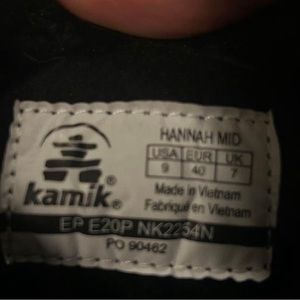 kamik
HANNAH MID
USA EUR UK
9 40 7
Made in Vietnam
Fabriqué en Vietnam
EP E20P NK2254N
PO 90462